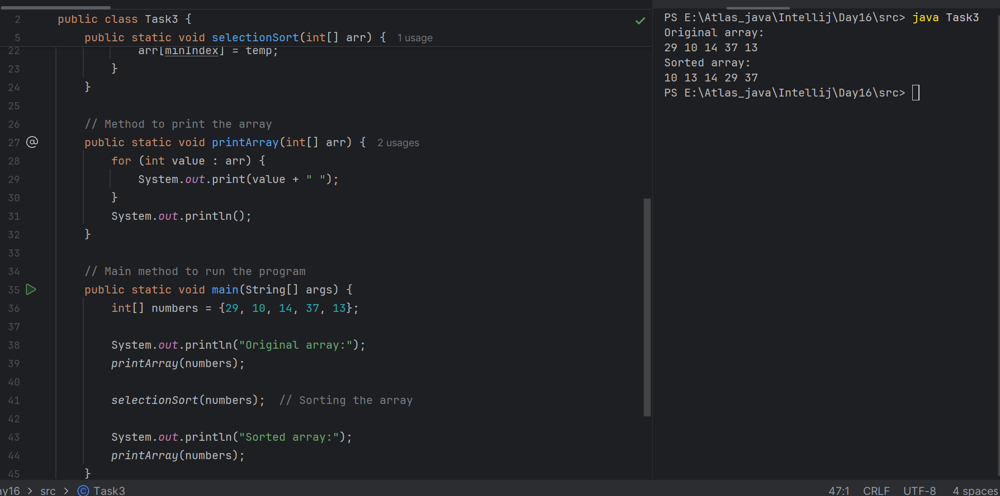 2 public class Task3 {
5 public static void selectionSort(int[] arr) { 1 usage
22 arr[minIndex] = temp;
23 }
24 }
25
26 // Method to print the array
27 @ public static void printArray(int[] arr) { 2 usages
28 for (int value : arr) {
29 System.out.print(value + " ");
30 }
31 System.out.println();
32 }
33
34 // Main method to run the program
35 public static void main(String[] args) {
36 int[] numbers = {29, 10, 14, 37, 13};
37
38 System.out.println("Original array:");
39 printArray(numbers);
40
41 selectionSort(numbers); // Sorting the array
42
43 System.out.println("Sorted array:");
44 printArray(numbers);
45 }
PS E:\Atlas_java\Intellij\Day16\src> java Task3
Original array:
29 10 14 37 13
Sorted array:
10 13 14 29 37
PS E:\Atlas_java\Intellij\Day16\src>
ay16 > src > © Task3
47:1 CRLF UTF-8 4 spaces